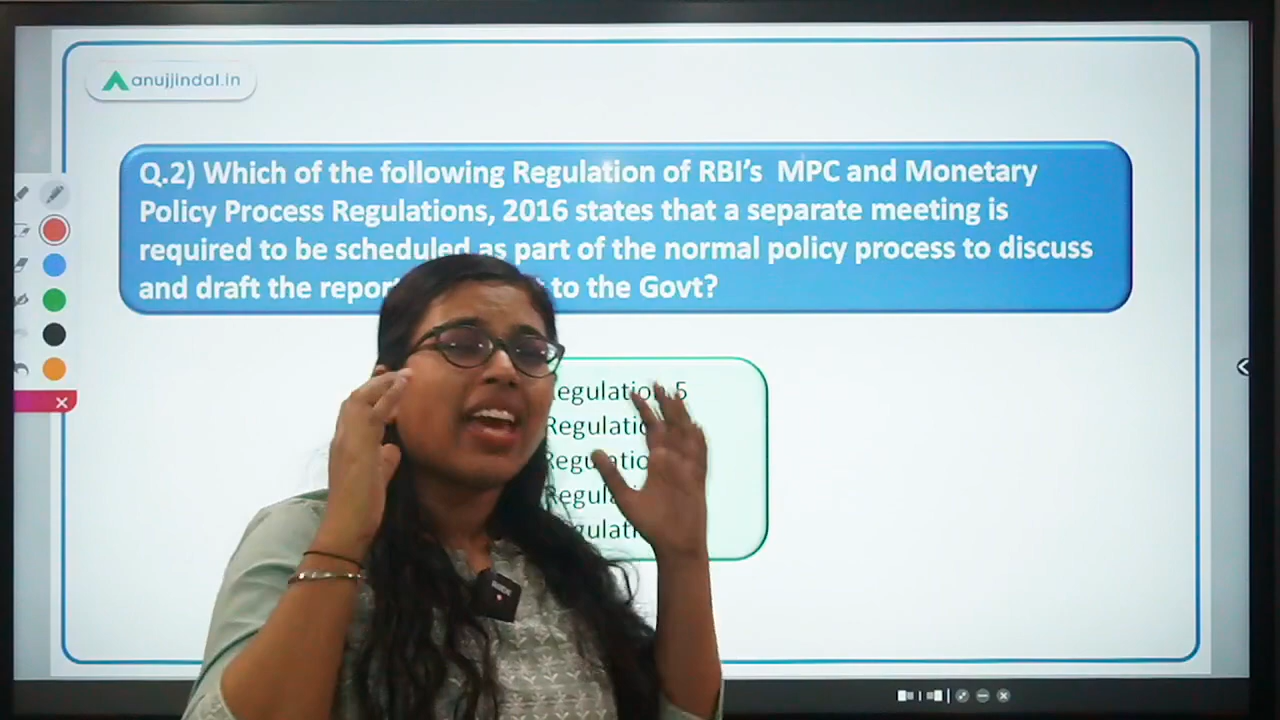 anujjindal.in
Q.2) Which of the following Regulation of RBI's MPC and Monetary
Policy Process Regulations, 2016 states that a separate meeting is
required to be scheduled as part of the normal policy process to discuss
and draft the report to the Govt?
egulation 5
Regulatio
Regulatio
Regulati
gulati